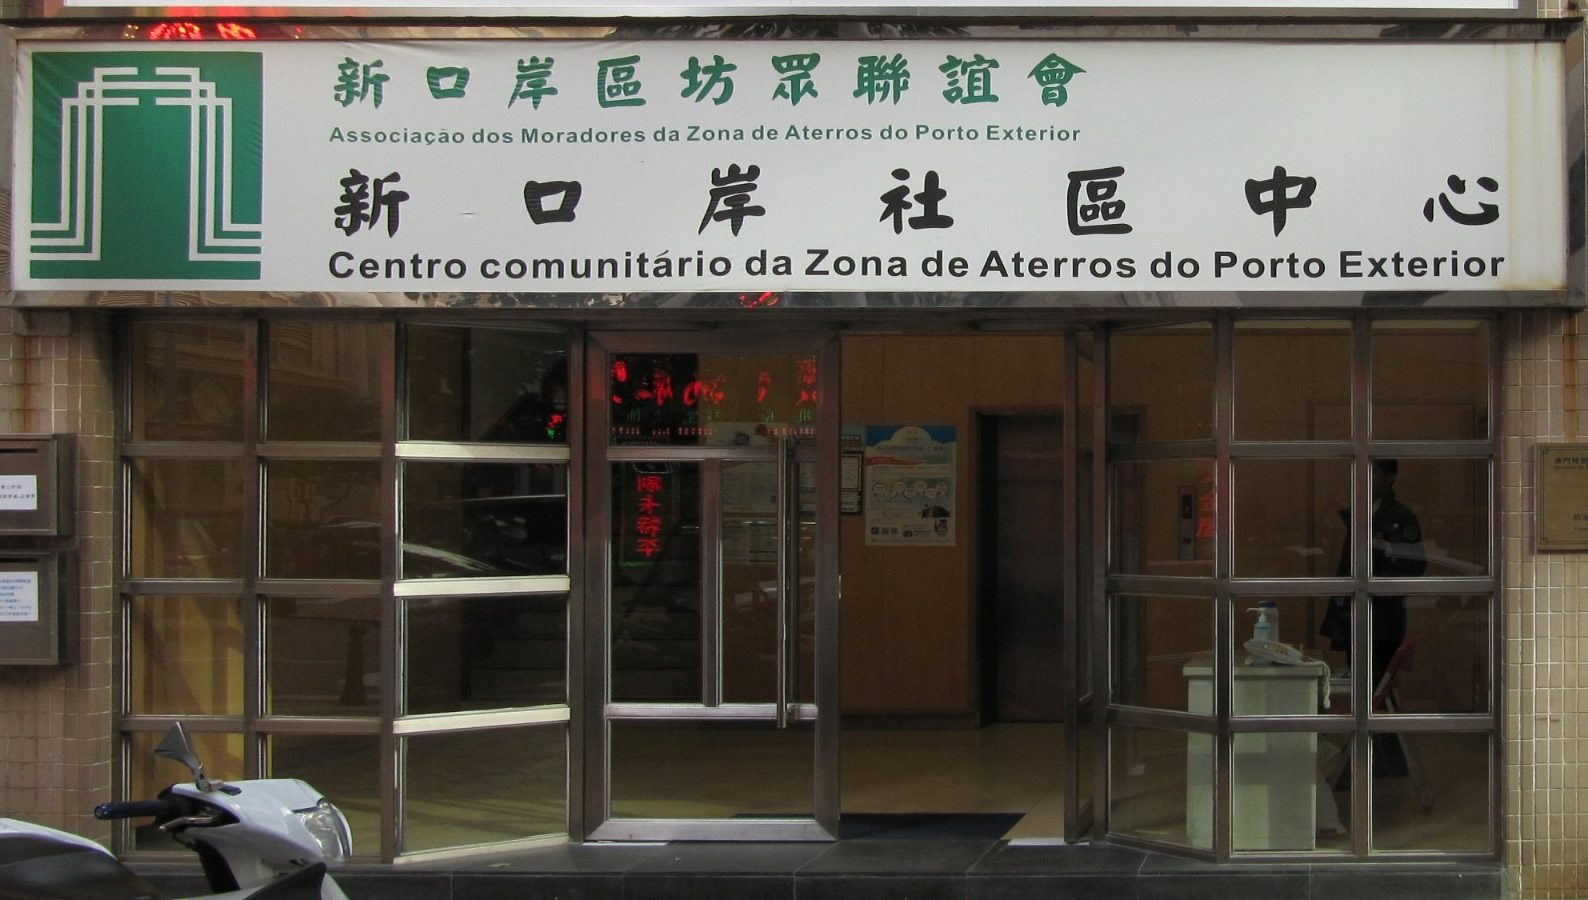 新口岸區坊眾聯誼會
Associação dos Moradores da Zona de Aterros do Porto Exterior
新口岸社區中心
Centro comunitário da Zona de Aterros do Porto Exterior